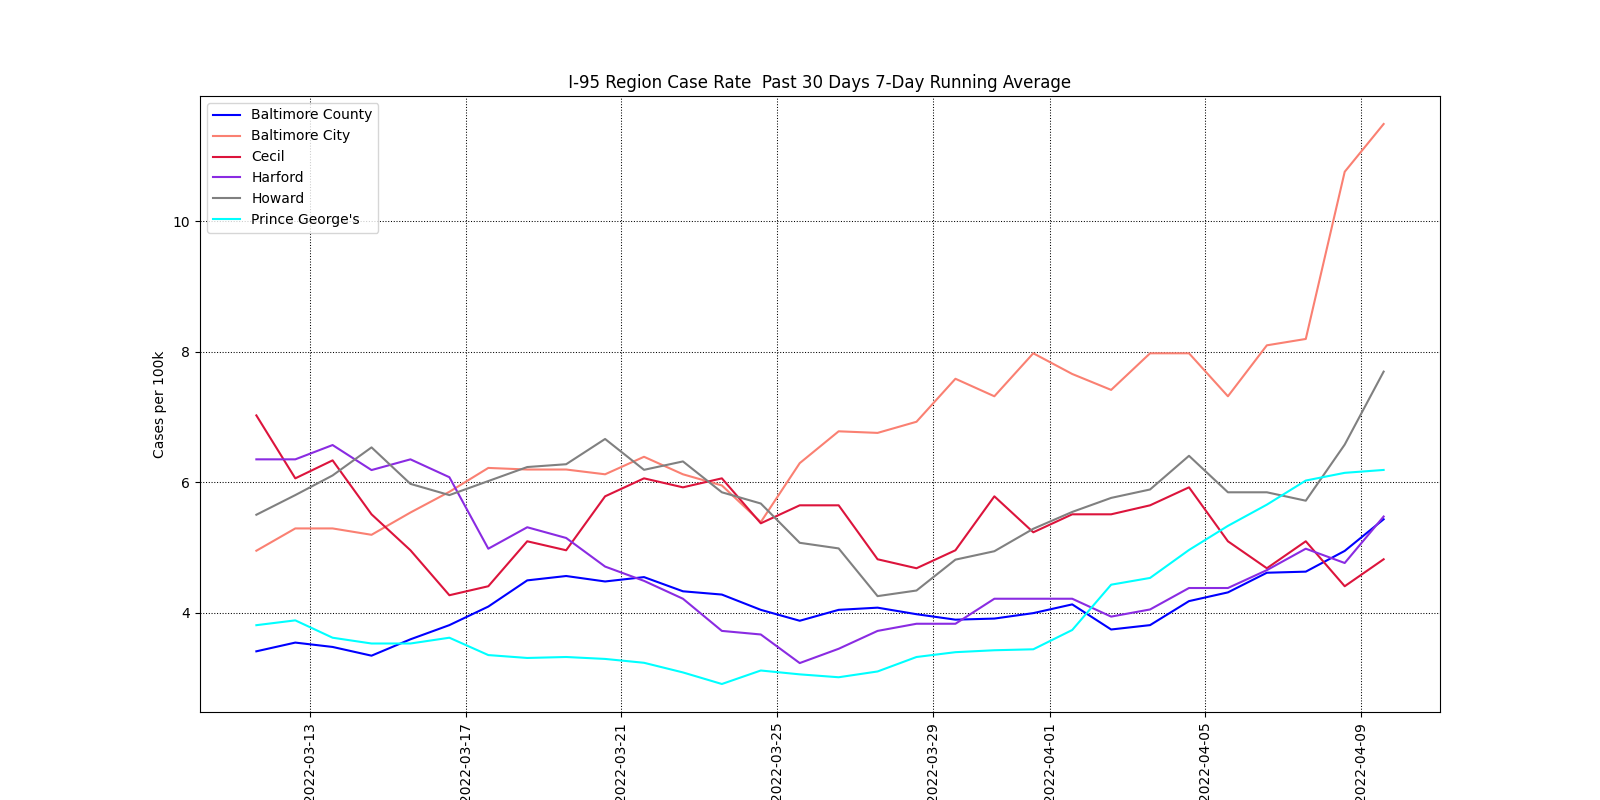 I-95 Region Case Rate  Past 30 Days 7-Day Running Average
Baltimore County
Baltimore City
Cecil
Harford
Howard
Prince George's
Cases per 100k
10
8
6
4
2022-03-13
2022-03-17
2022-03-21
2022-03-25
2022-03-29
2022-04-01
2022-04-05
2022-04-09